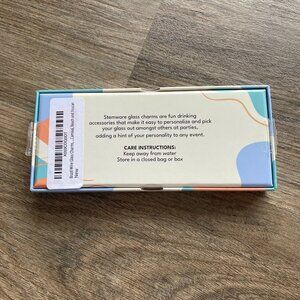 Stemware glass charms are fun drinking
accessories that make it easy to personalize and pick
your glass out amongst others at parties,
adding a hint of your personality to any event.
CARE INSTRUCTIONS:
Keep away from water
Store in a closed bag or box
New